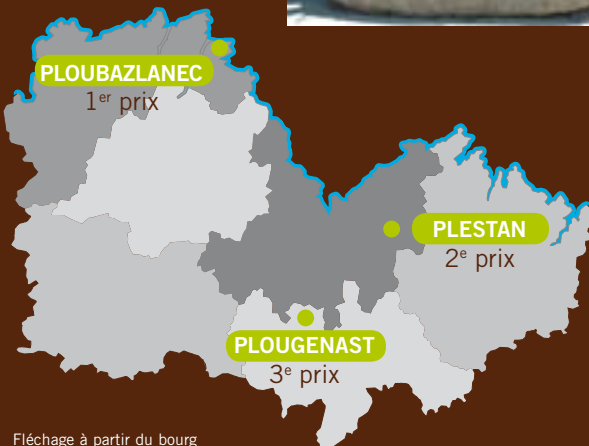 PLOUBAZLANEC
1er prix
PLESTAN
2e prix
PLOUGENAST
3e prix
Fléchage à partir du bourg